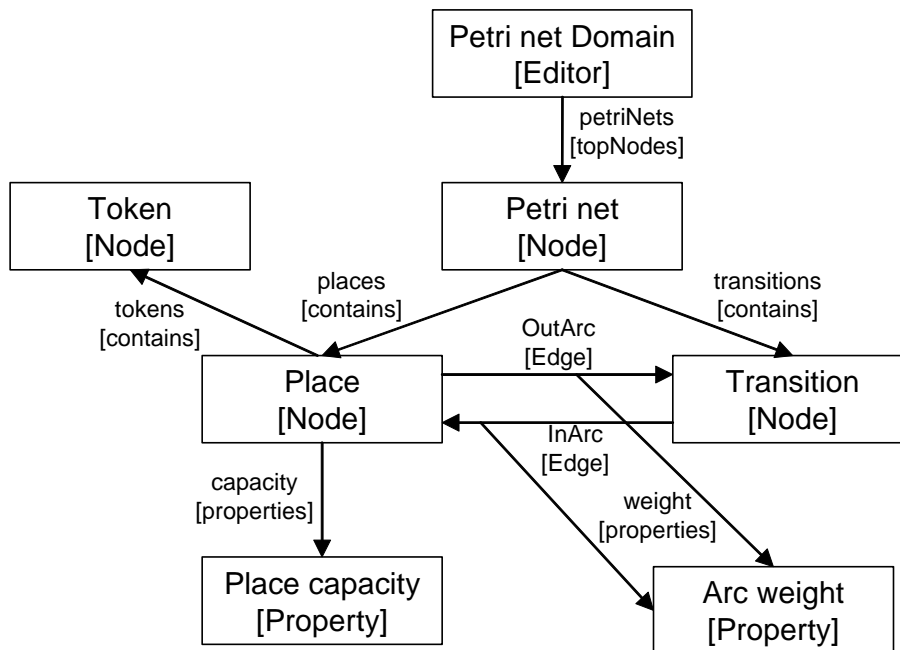 Petri net Domain
[Editor]
petriNets
[topNodes]
Token
[Node]
Petri net
[Node]
places
[contains]
transitions
[contains]
tokens
[contains]
OutArc
[Edge]
Place
[Node]
Transition
[Node]
InArc
[Edge]
capacity
[properties]
weight
[properties]
Place capacity
[Property]
Arc weight
[Property]